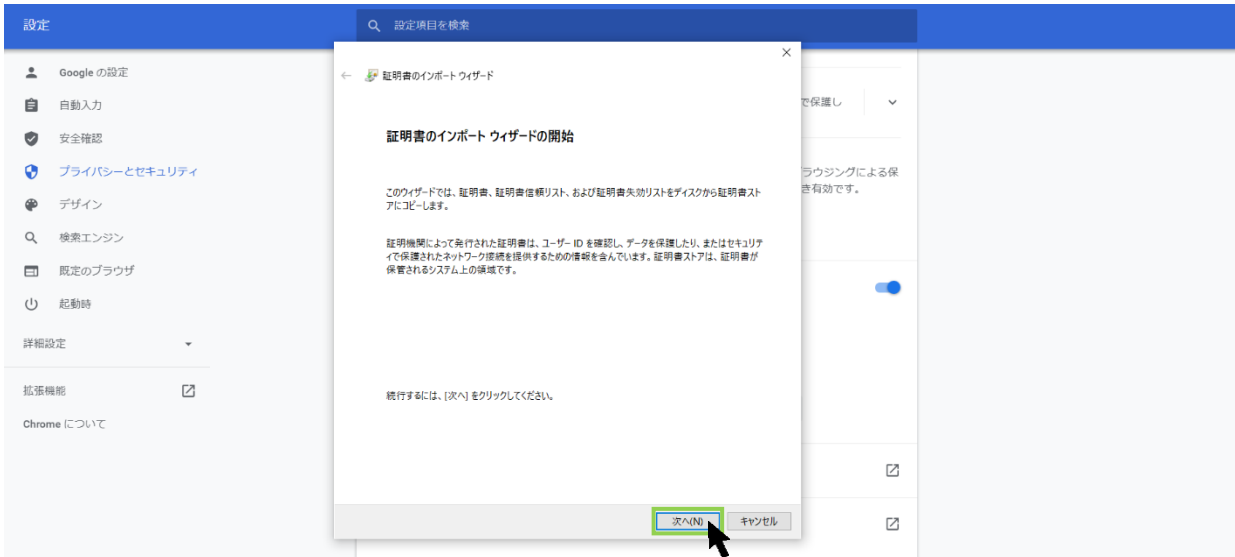 設定
設定項目を検索
Google の設定
自動入力
安全確認
プライバシーとセキュリティ
デザイン
検索エンジン
既定のブラウザ
起動時
詳細設定
拡張機能
Chrome について
証明書のインポート ウィザード
証明書のインポート ウィザードの開始
このウィザードでは、証明書、証明書信頼リスト、および証明書失効リストをディスクから証明書スト
アにコピーします。
証明機関によって発行された証明書は、ユーザー ID を確認し、データを保護したり、またはセキュリテ
ィで保護されたネットワーク接続を提供するための情報を含んでいます。証明書ストアは、証明書が
保管されるシステム上の領域です。
続行するには、[次へ] をクリックしてください。
次へ(N)
キャンセル
で保護し
ラウジングによる保
き有効です。